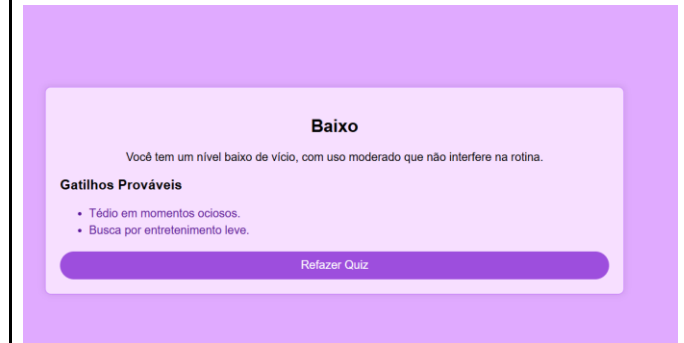 Baixo
Você tem um nível baixo de vício, com uso moderado que não interfere na rotina.
Gatilhos Prováveis
• Tédio em momentos ociosos.
• Busca por entretenimento leve.
Refazer Quiz